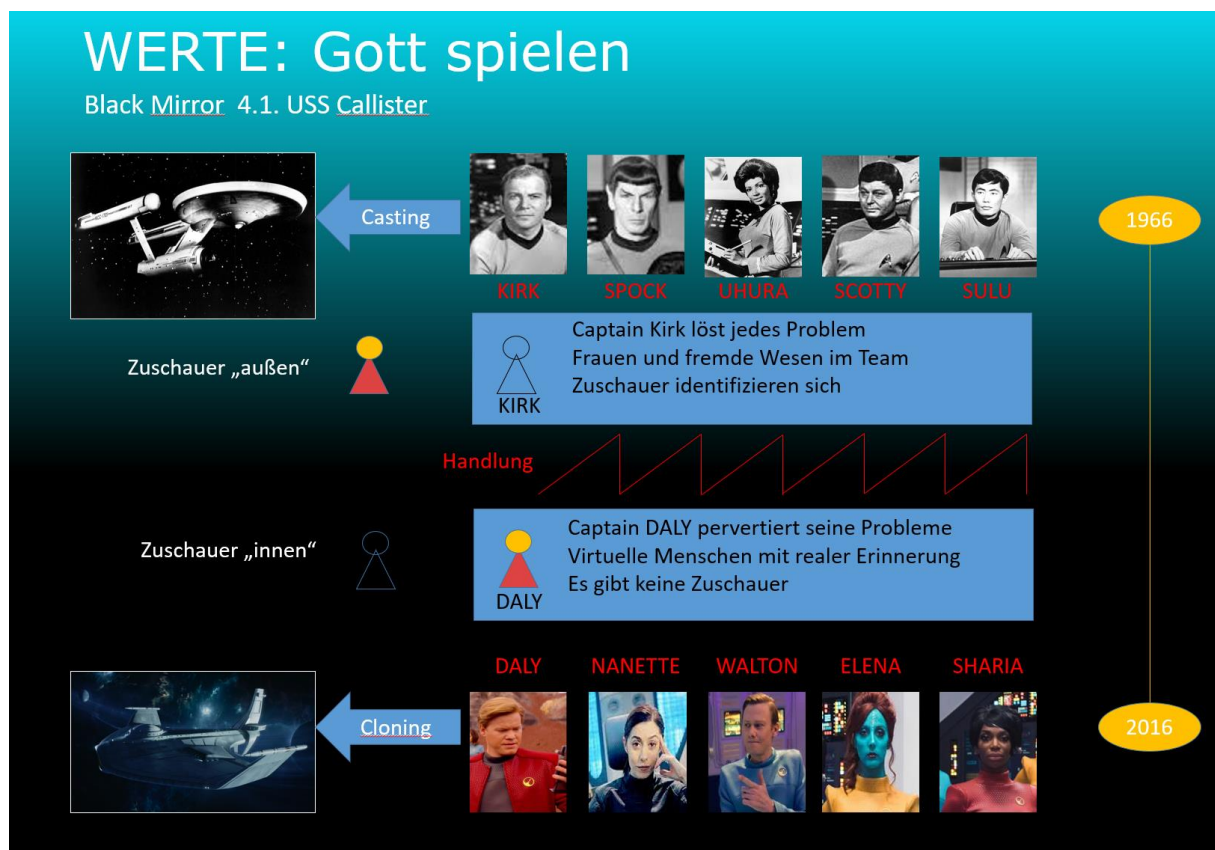 WERTE: Gott spielen
Black Mirror 4.1. USS Callister
Casting
1966
KIRK
SPOCK
UHURA
SCOTTY
SULU
Zuschauer „außen“
Captain Kirk löst jedes Problem
Frauen und fremde Wesen im Team
Zuschauer identifizieren sich
KIRK
Handlung
Zuschauer „innen“
Captain DALY pervertiert seine Probleme
Virtuelle Menschen mit realer Erinnerung
Es gibt keine Zuschauer
DALY
DALY
NANETTE
WALTON
ELENA
SHARIA
Cloning
2016